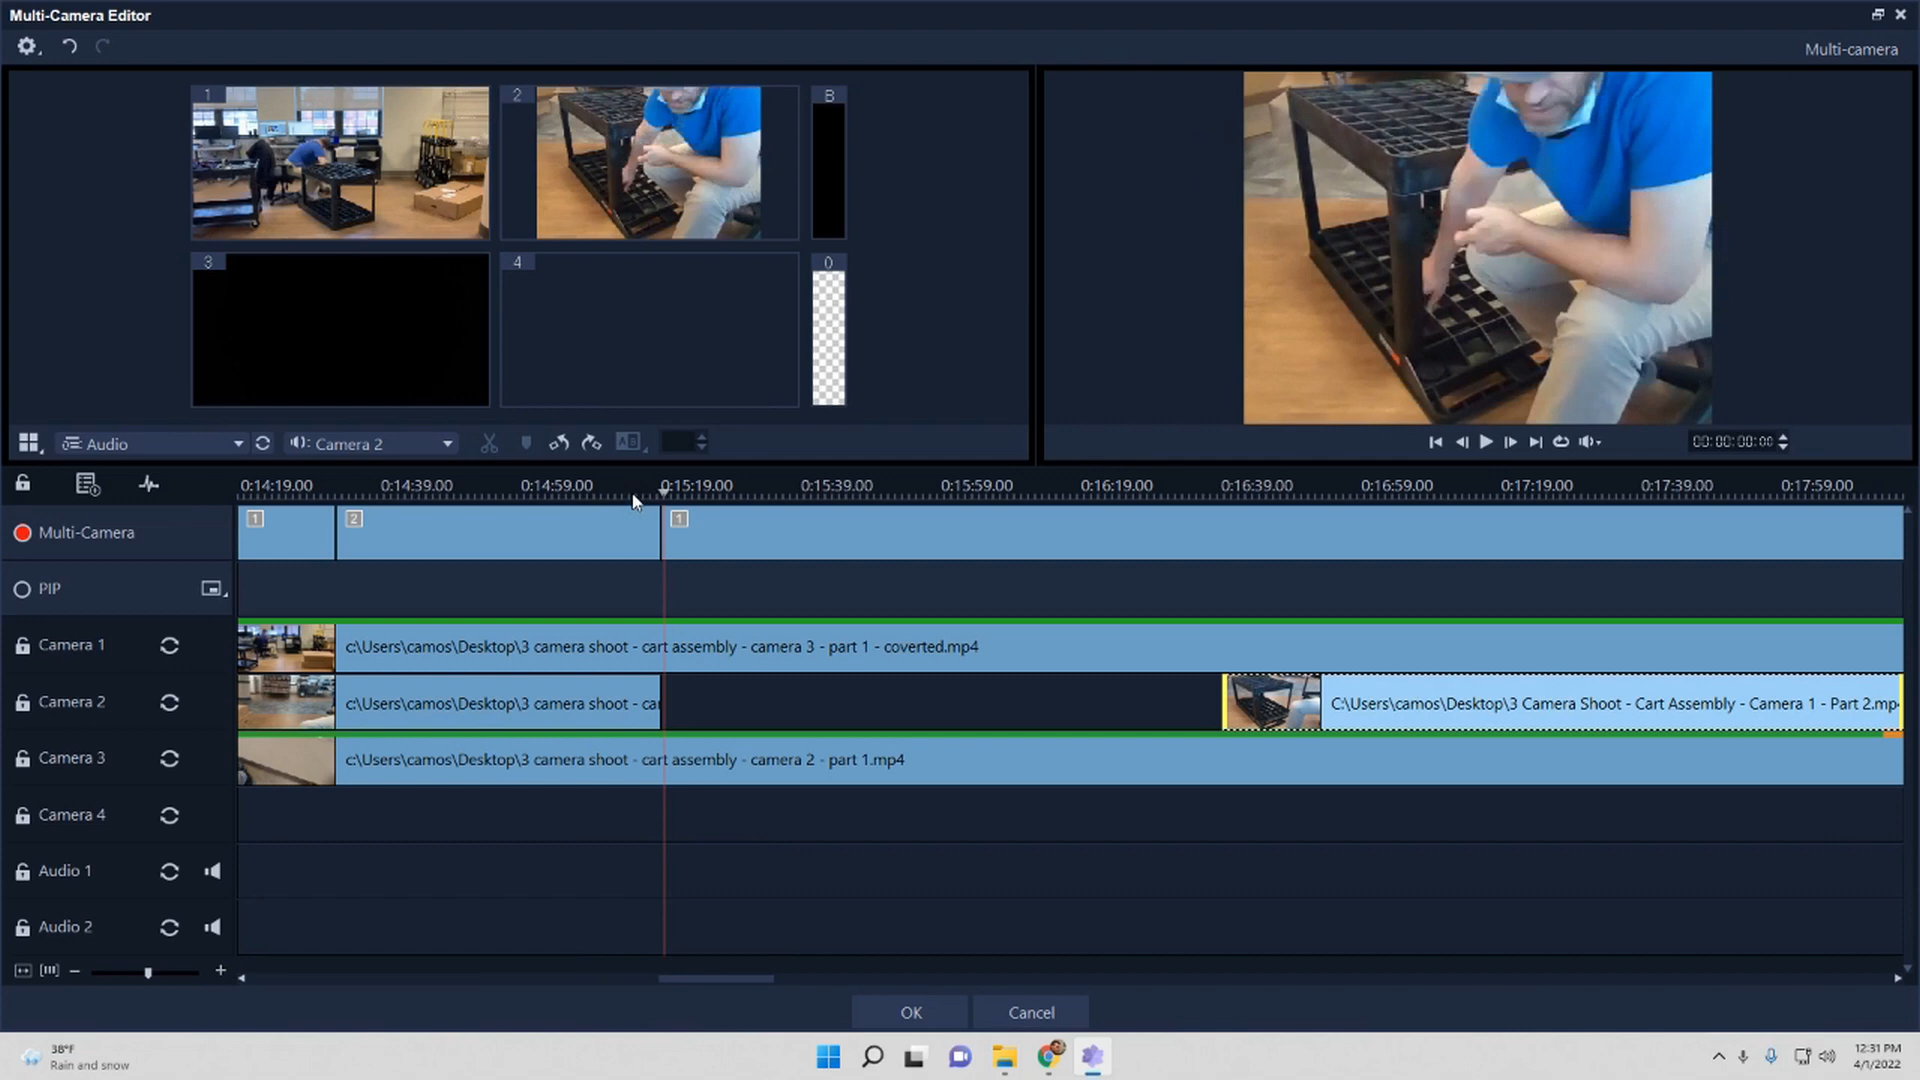 Multi-Camera Editor
Multi-camera
1
2
B
3
4
0
Audio
Camera 2
00:00:00:00
0:14:19.00 0:14:39.00 0:14:59.00 0:15:19.00 0:15:39.00 0:15:59.00 0:16:19.00 0:16:39.00 0:16:59.00 0:17:19.00 0:17:39.00 0:17:59.00
Multi-Camera
1
2
1
PIP
Camera 1
c:\Users\camos\Desktop\3 camera shoot - cart assembly - camera 3 - part 1 - coverted.mp4
Camera 2
c:\Users\camos\Desktop\3 camera shoot - ca
C:\Users\camos\Desktop\3 Camera Shoot - Cart Assembly - Camera 1 - Part 2.mp
Camera 3
c:\Users\camos\Desktop\3 camera shoot - cart assembly - camera 2 - part 1.mp4
Camera 4
Audio 1
Audio 2
OK
Cancel
38°F
Rain and snow
12:31 PM
4/1/2022